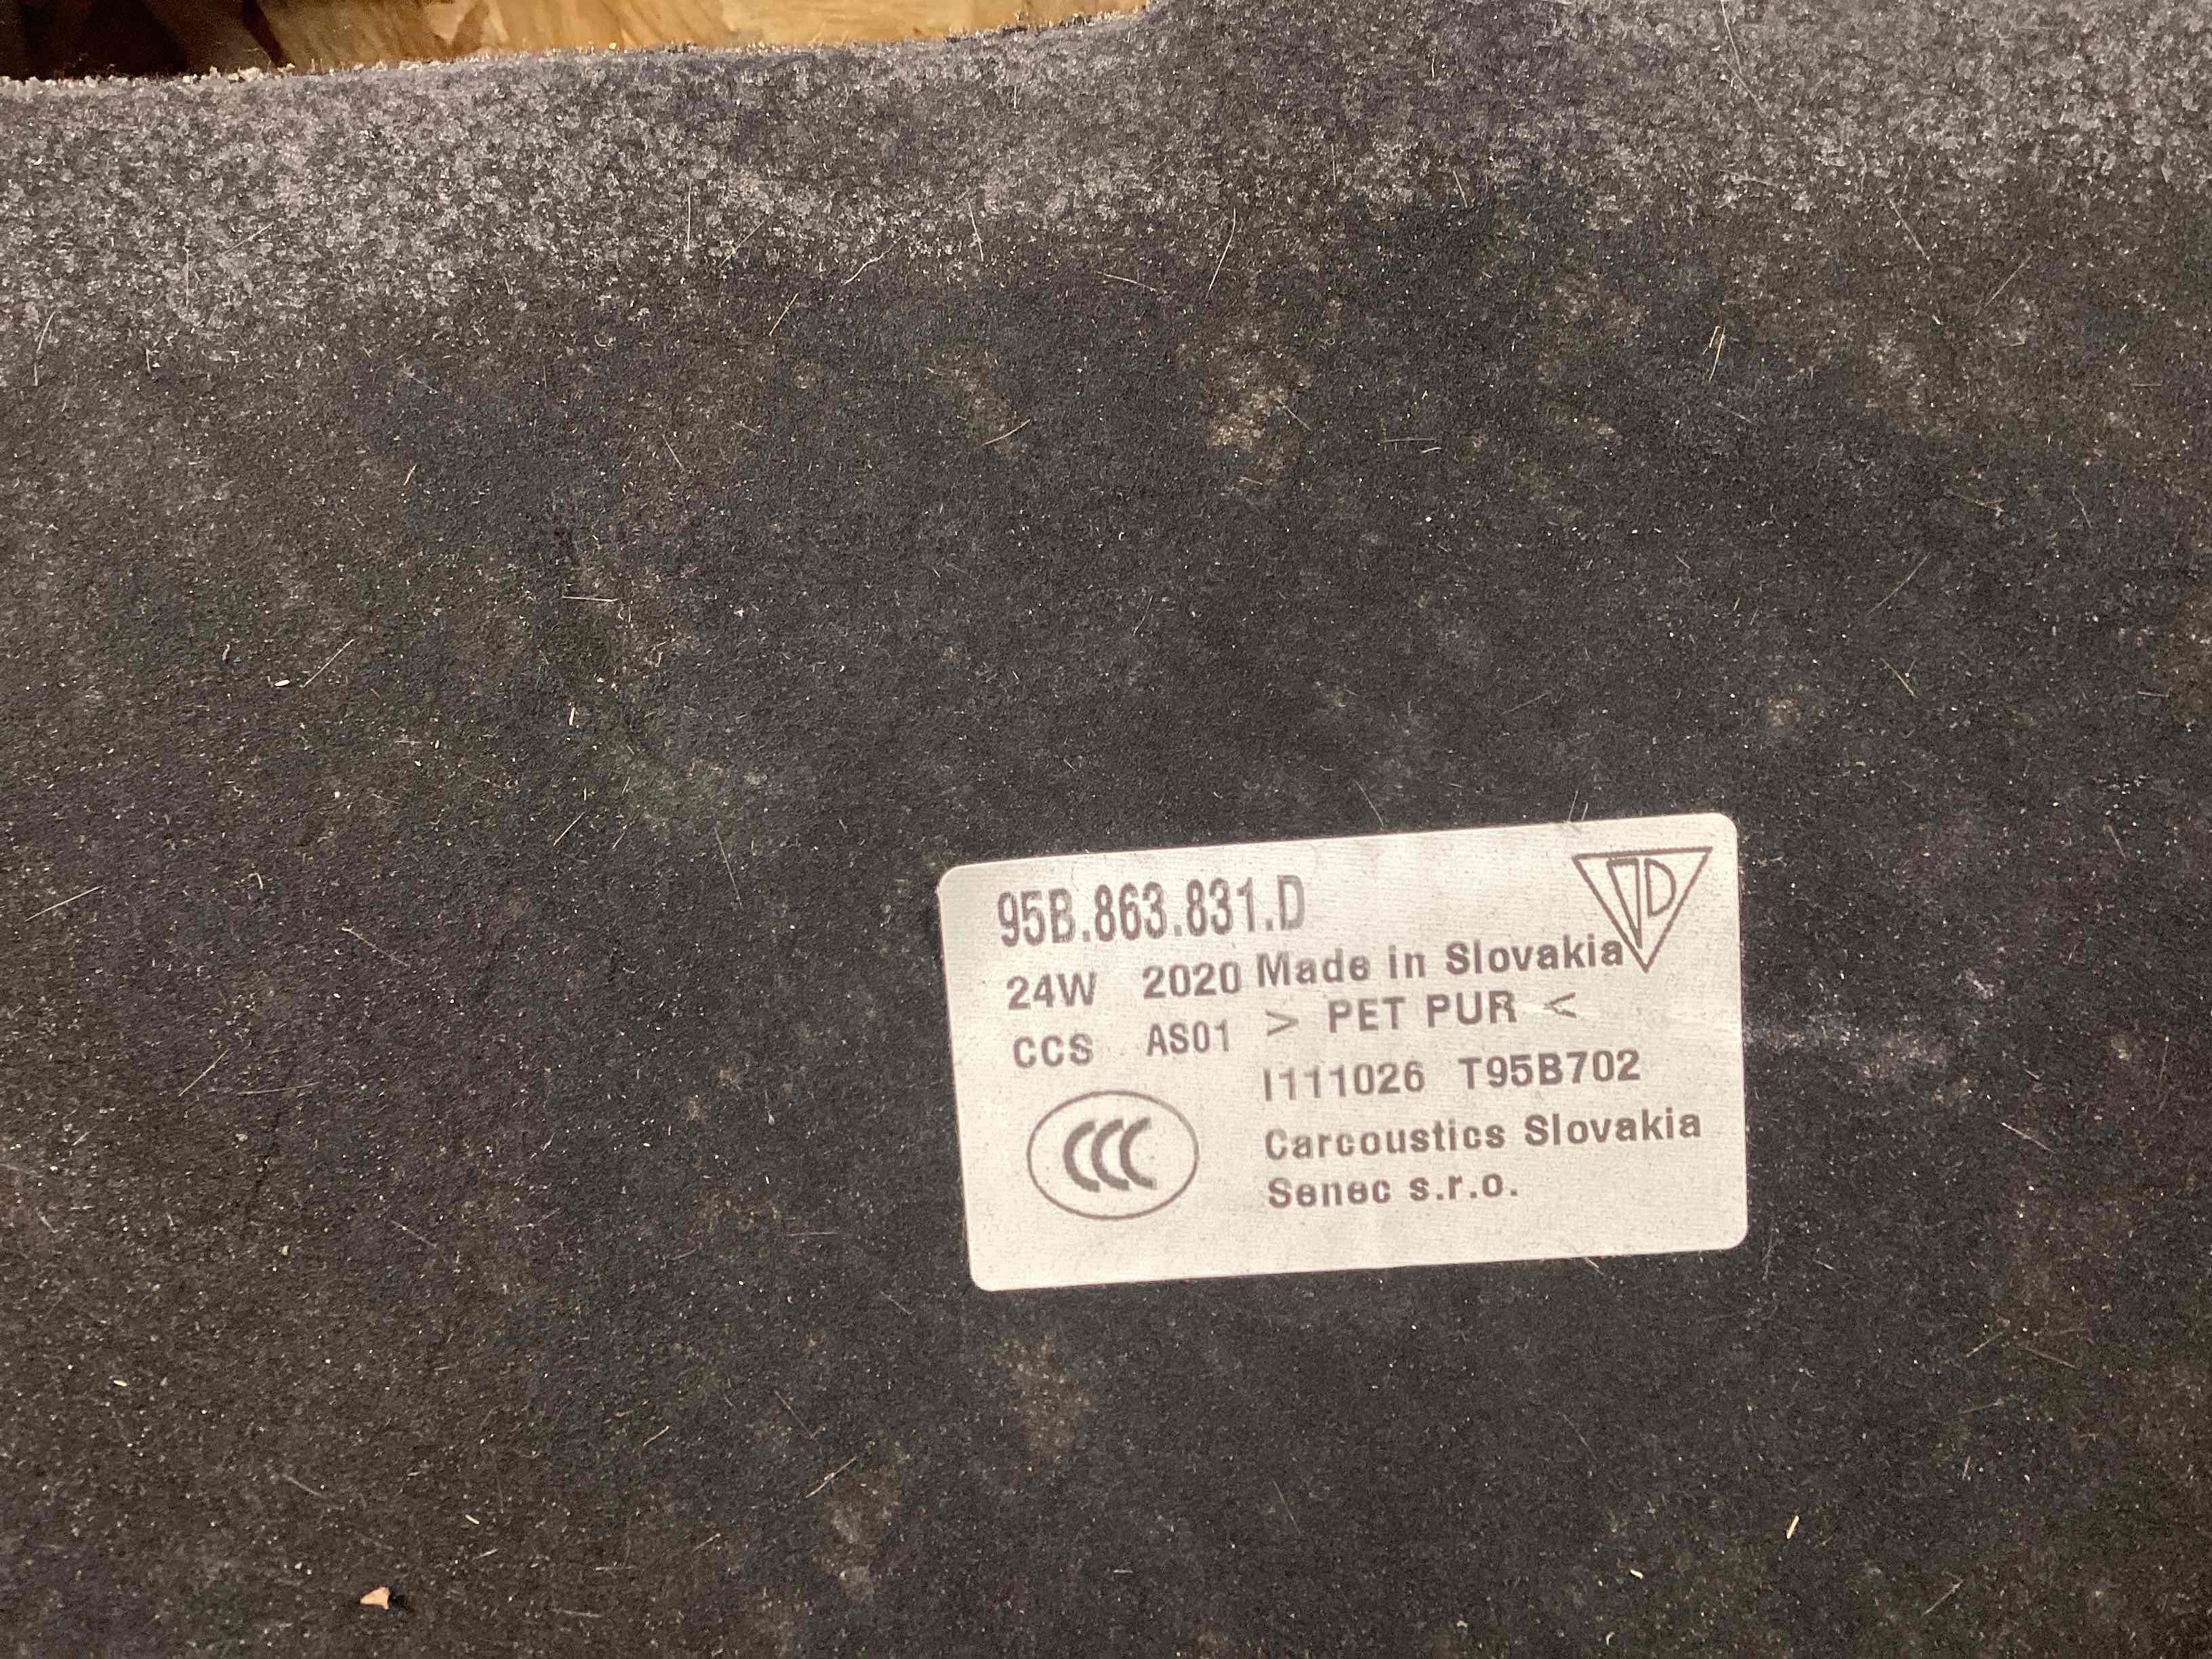 95B.863.831.D
24W 2020 Made in Slovakia
CCS AS01 > PET PUR <
I111026 T95B702
CCC
Carcoustics Slovakia
Senec s.r.o.